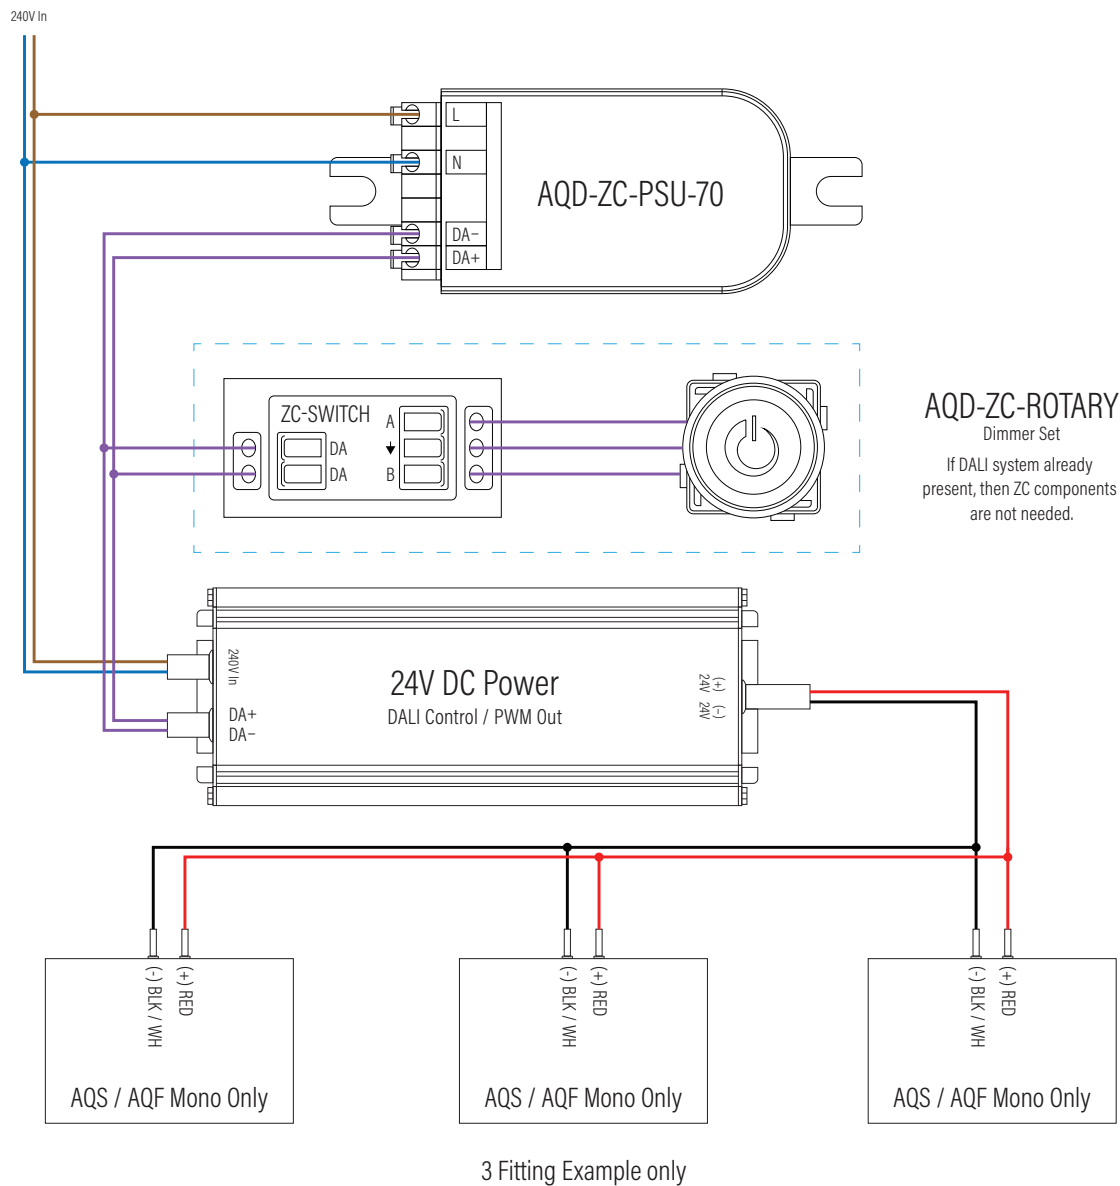 240V In
L
N
DA-
DA+
AQD-ZC-PSU-70
ZC-SWITCH
DA
DA
A
B
AQD-ZC-ROTARY
Dimmer Set
If DALI system already
present, then ZC components
are not needed.
240V In
DA+
DA-
24V DC Power
DALI Control / PWM Out
(+) (-)
24V 24V
(-) BLK / WH
(+) RED
AQS / AQF Mono Only
(-) BLK / WH
(+) RED
AQS / AQF Mono Only
(-) BLK / WH
(+) RED
AQS / AQF Mono Only
3 Fitting Example only